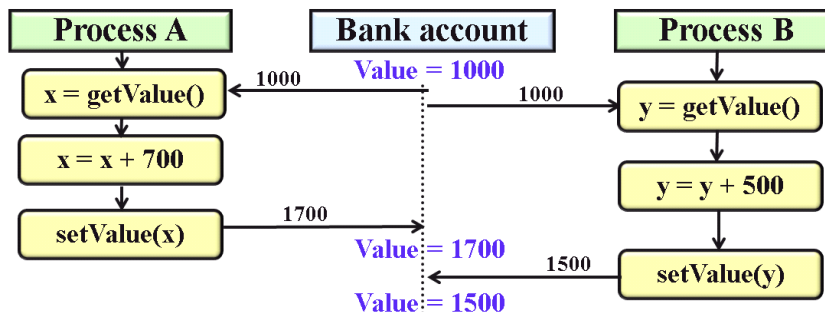 Process A
Bank account
Process B
Value = 1000
x = getValue()
1000
1000
y = getValue()
x = x + 700
y = y + 500
setValue(x)
1700
Value = 1700
1500
setValue(y)
Value = 1500